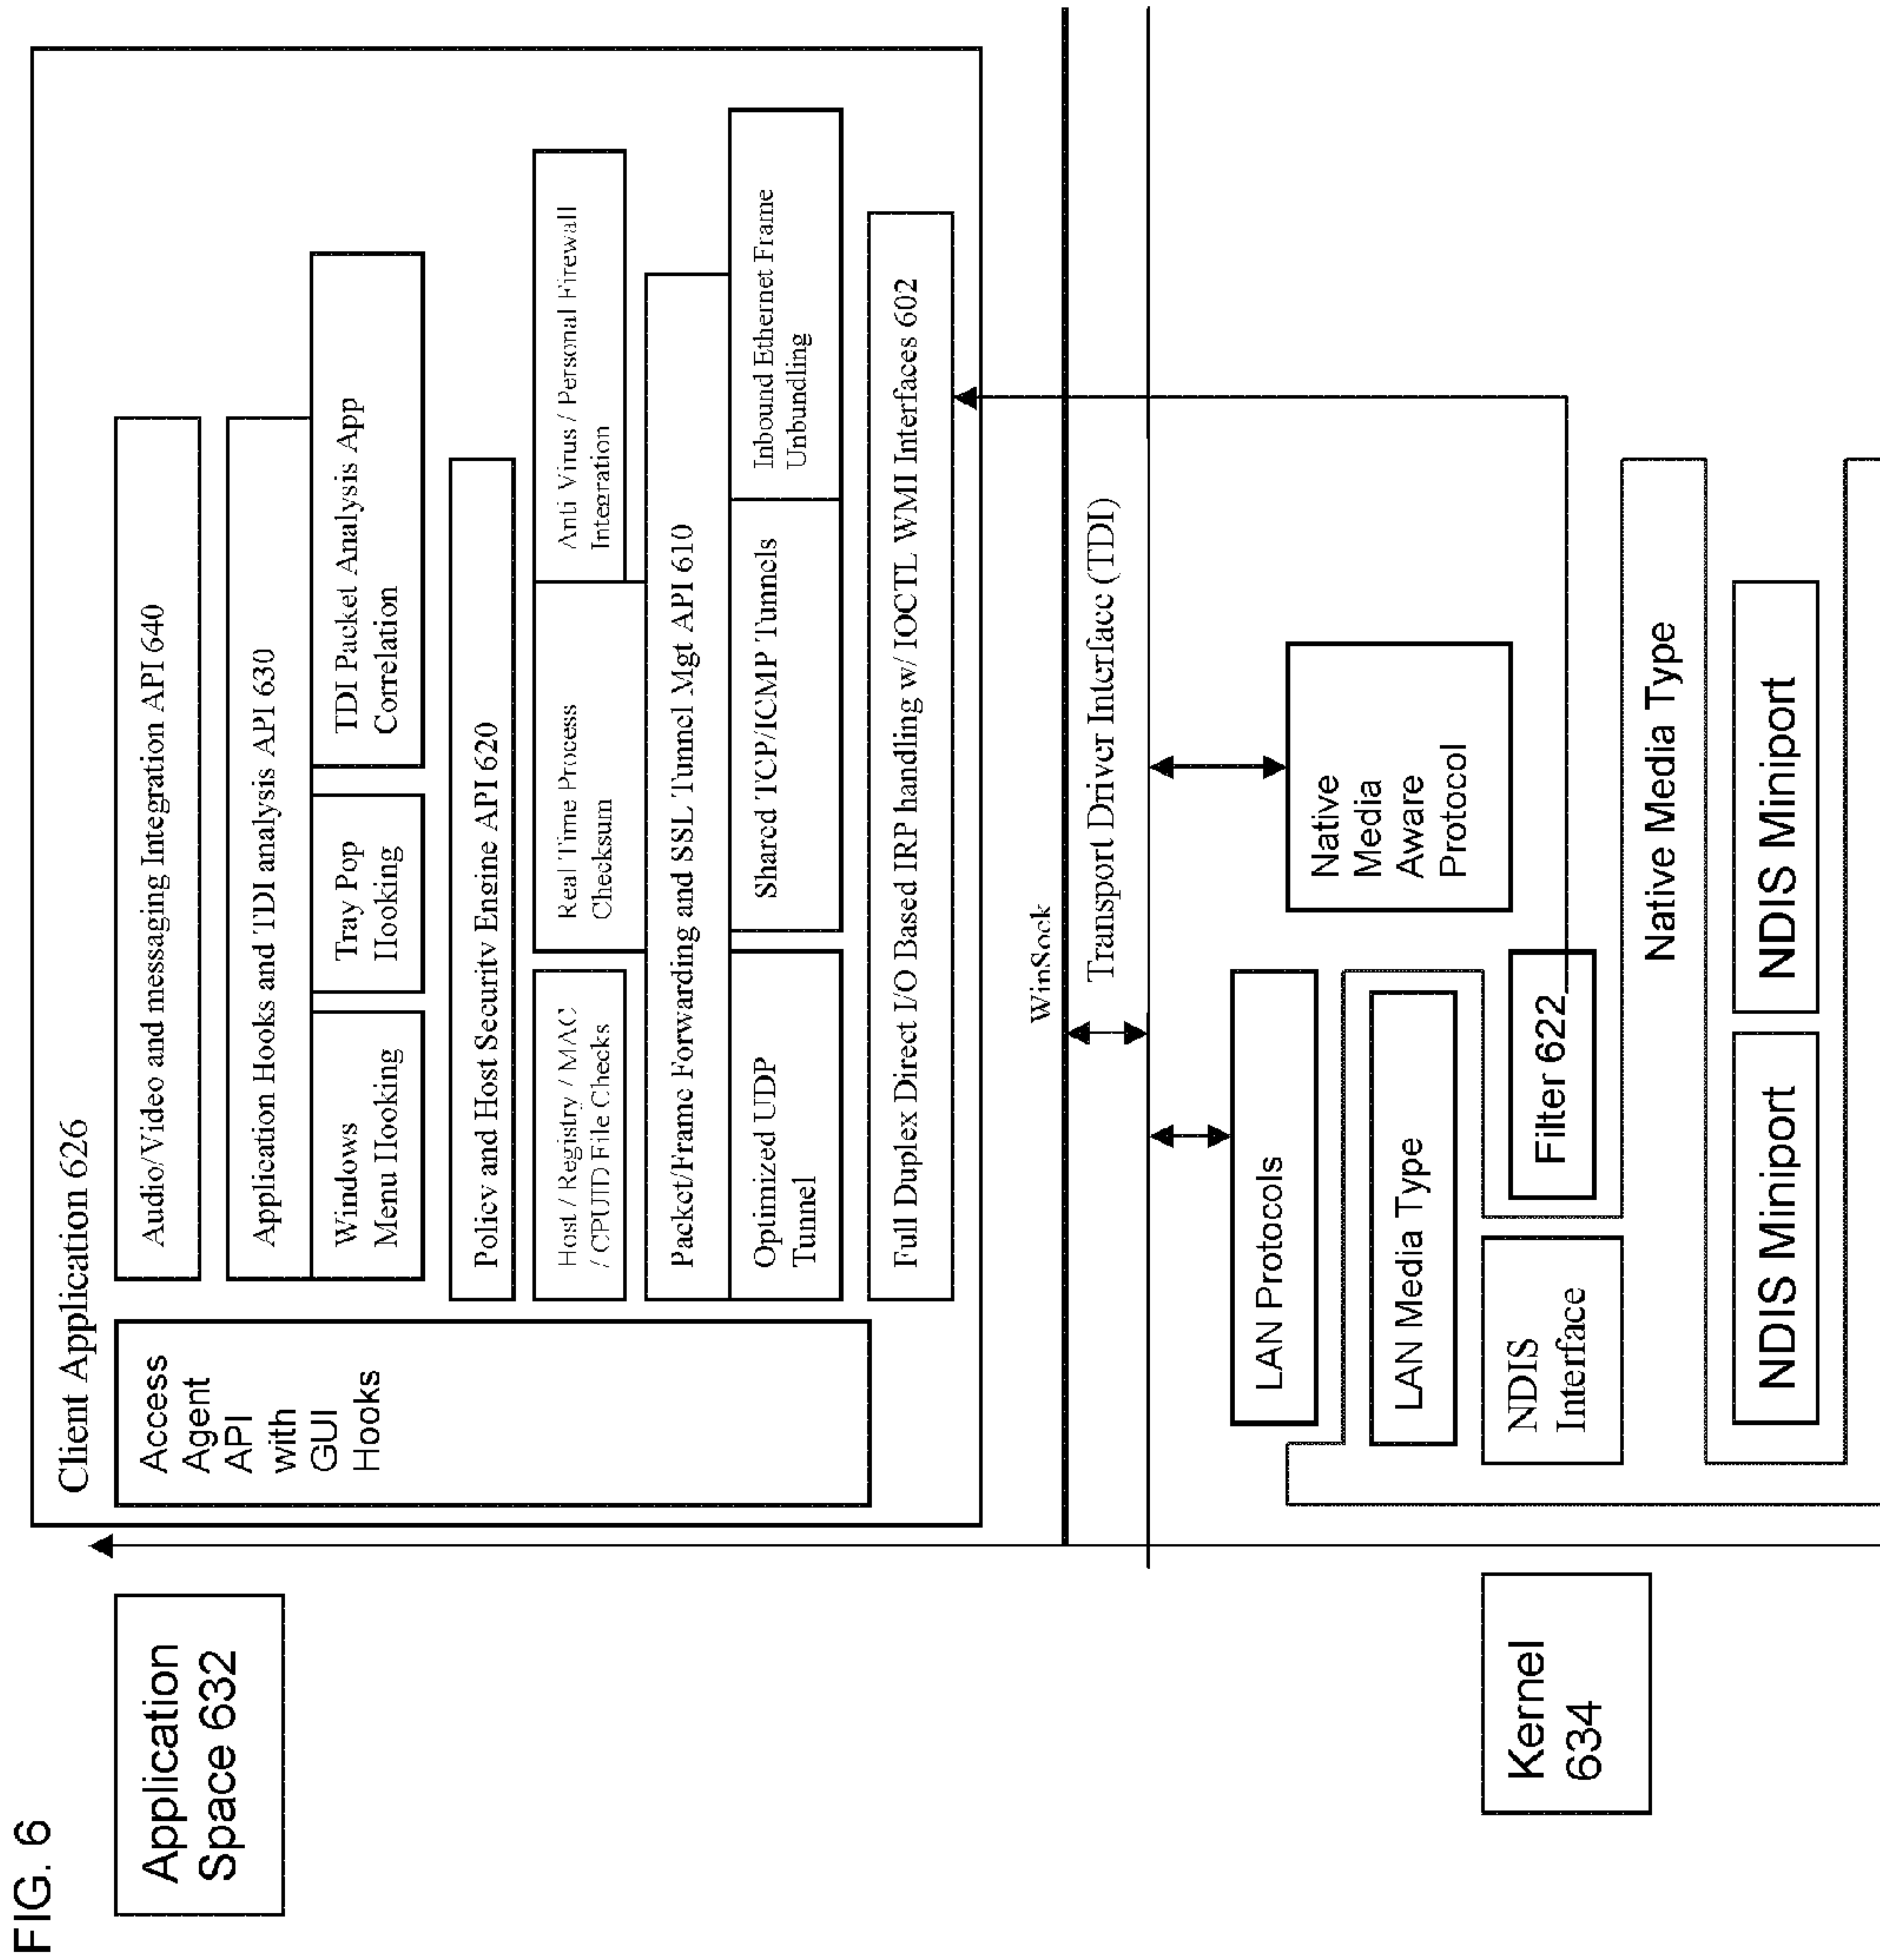 FIG. 6
Application
Space 632
Client Application 626
Access
Agent
API
with
GUI
Hooks
Audio/Video and messaging Integration API 640
Application Hooks and TDI analysis API 630
Windows
Menu Hooking
Tray Pop
Hooking
TDI Packet Analysis App
Correlation
Policy and Host Security Engine API 620
Host / Registry / MAC
/ CPUID File Checks
Real Time Process
Checksum
Anti Virus / Personal Firewall
Integration
Packet/Frame Forwarding and SSL Tunnel Mgt API 610
Optimized UDP
Tunnel
Shared TCP/ICMP Tunnels
Inbound Ethernet Frame
Unbundling
Full Duplex Direct I/O Based IRP handling w/ IOCTL WMI Interfaces 602
WinSock
Transport Driver Interface (TDI)
Kernel
634
LAN Protocols
Native
Media
Aware
Protocol
LAN Media Type
NDIS
Interface
Filter 622
Native Media Type
NDIS Miniport
NDIS Miniport